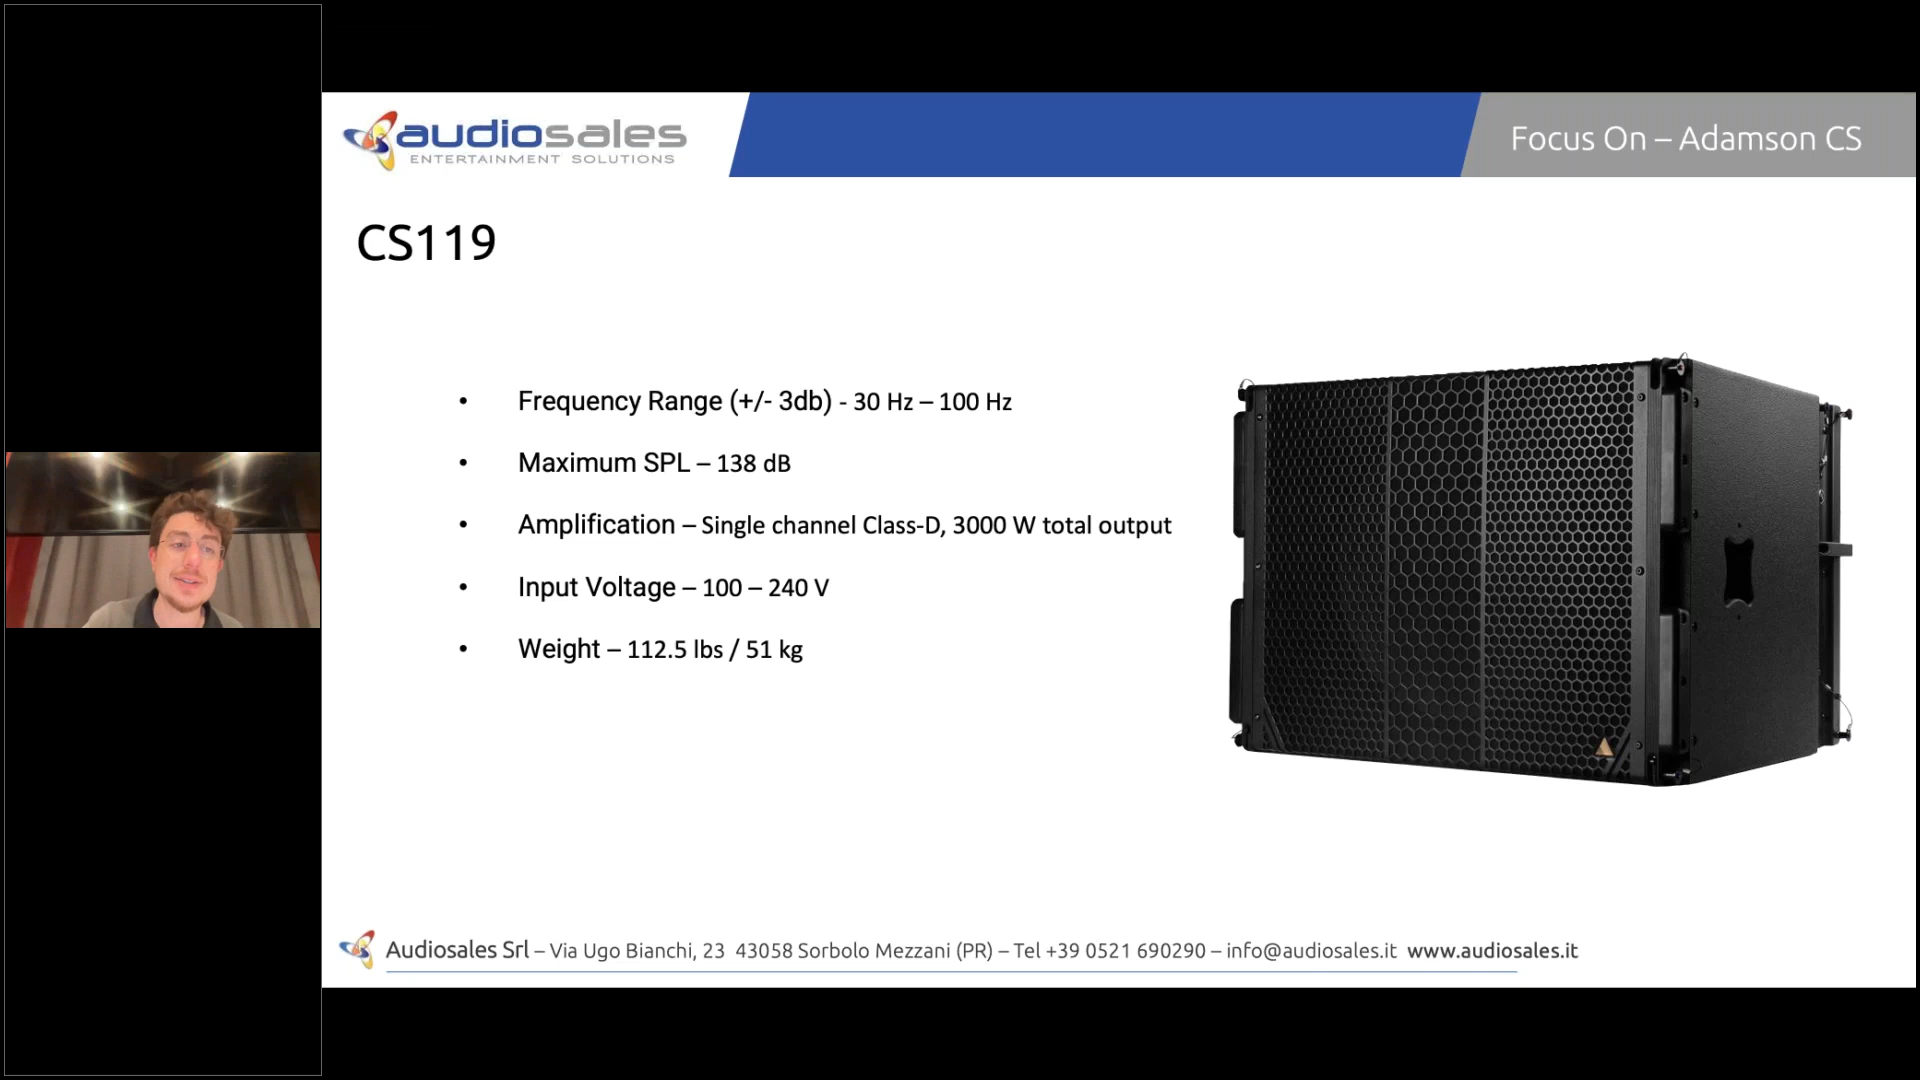 audiosales
ENTERTAINMENT SOLUTIONS
Focus On – Adamson CS
CS119
• Frequency Range (+/- 3db) - 30 Hz – 100 Hz
• Maximum SPL – 138 dB
• Amplification – Single channel Class-D, 3000 W total output
• Input Voltage – 100 – 240 V
• Weight – 112.5 lbs / 51 kg
Audiosales Srl – Via Ugo Bianchi, 23 43058 Sorbolo Mezzani (PR) – Tel +39 0521 690290 – info@audiosales.it www.audiosales.it